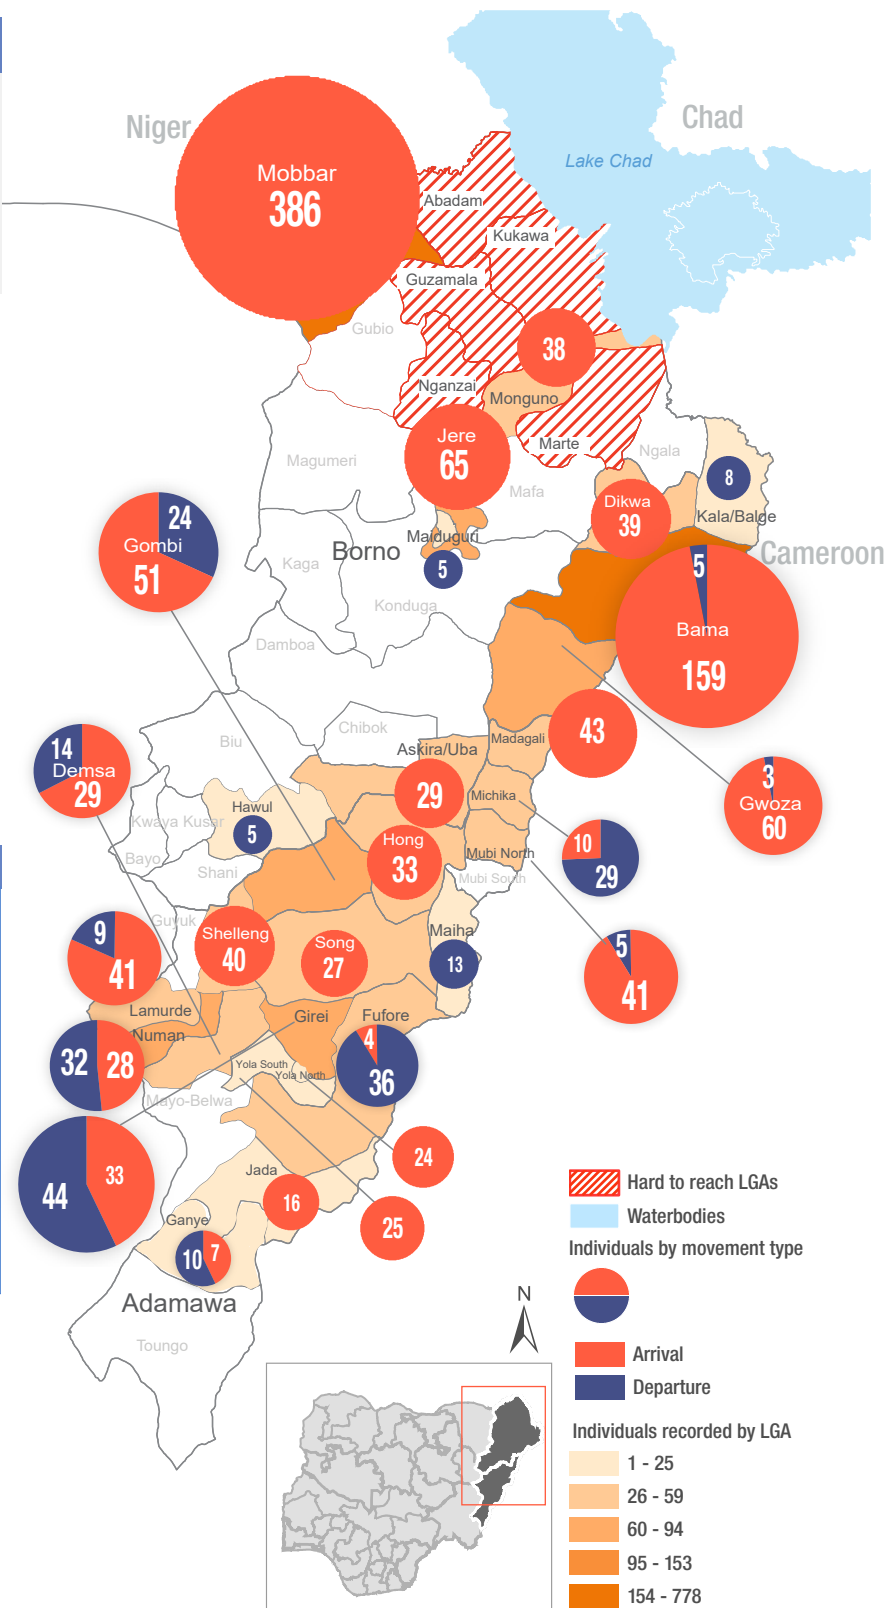 Niger
Chad
Lake Chad
Mobbar
386
Abadam
Kukawa
Guzamala
Gubio
38
Nganzai
Monguno
Jere
65
Marte
Ngala
Magumeri
Mafa
8
Dikwa
39
Kala/Balge
24
Gombi
51
Maiduguri
Borno
5
Cameroon
Kaga
Konduga
5
Bama
159
Damboa
Chibok
Biu
Askira/Uba
Madagali
43
14
Demsa
29
29
Michika
3
Gwoza
60
Hawul
5
Kwaya Kusar
Bayo
Hong
33
Mubi North
10
29
Shani
Mubi South
Guyuk
9
41
Shelleng
40
Song
27
Maiha
13
5
41
Lamurde
Numan
Girei
Fufore
32
28
Yola South
Yola North
4
36
Mayo-Belwa
44
33
24
Jada
16
25
Ganye
10
7
Adamawa
Toungo
N
Hard to reach LGAs
Waterbodies
Individuals by movement type
Arrival
Departure
Individuals recorded by LGA
1 - 25
26 - 59
60 - 94
95 - 153
154 - 778